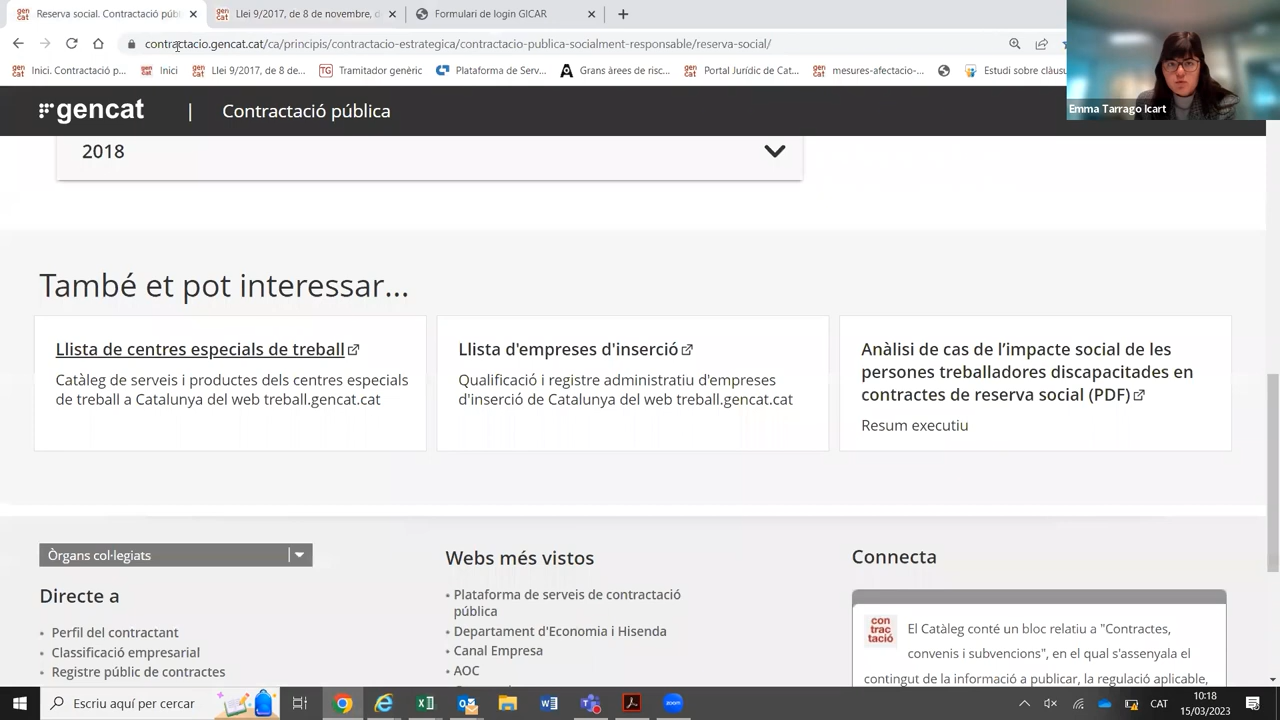 Reserva social. Contractació públ
Llei 9/2017, de 8 de novembre, d
Formulari de login GICAR
contractacio.gencat.cat/ca/principis/contractacio-estrategica/contractacio-publica-socialment-responsable/reserva-social/
Inici. Contractació p...
Inici
Llei 9/2017, de 8 de...
Tramitador genèric
Plataforma de Serv...
Grans àrees de risc...
Portal Jurídic de Cat...
mesures-afectacio-...
Estudi sobre clàusu
Emma Tarrago Icart
gencat | Contractació pública
2018
També et pot interessar...
Llista de centres especials de treball
Catàleg de serveis i productes dels centres especials
de treball a Catalunya del web treball.gencat.cat
Llista d'empreses d'inserció
Qualificació i registre administratiu d'empreses
d'inserció de Catalunya del web treball.gencat.cat
Anàlisi de cas de l’impacte social de les
persones treballadores discapacitades en
contractes de reserva social (PDF)
Resum executiu
Òrgans col·legiats
Directe a
• Perfil del contractant
• Classificació empresarial
• Registre públic de contractes
Webs més vistos
• Plataforma de serveis de contractació
pública
• Departament d'Economia i Hisenda
• Canal Empresa
• AOC
Connecta
con
trac
tació
El Catàleg conté un bloc relatiu a "Contractes,
convenis i subvencions", en el qual s'assenyala el
contingut de la informació a publicar, la regulació aplicable,
Escriu aquí per cercar
CAT
10:18
15/03/2023